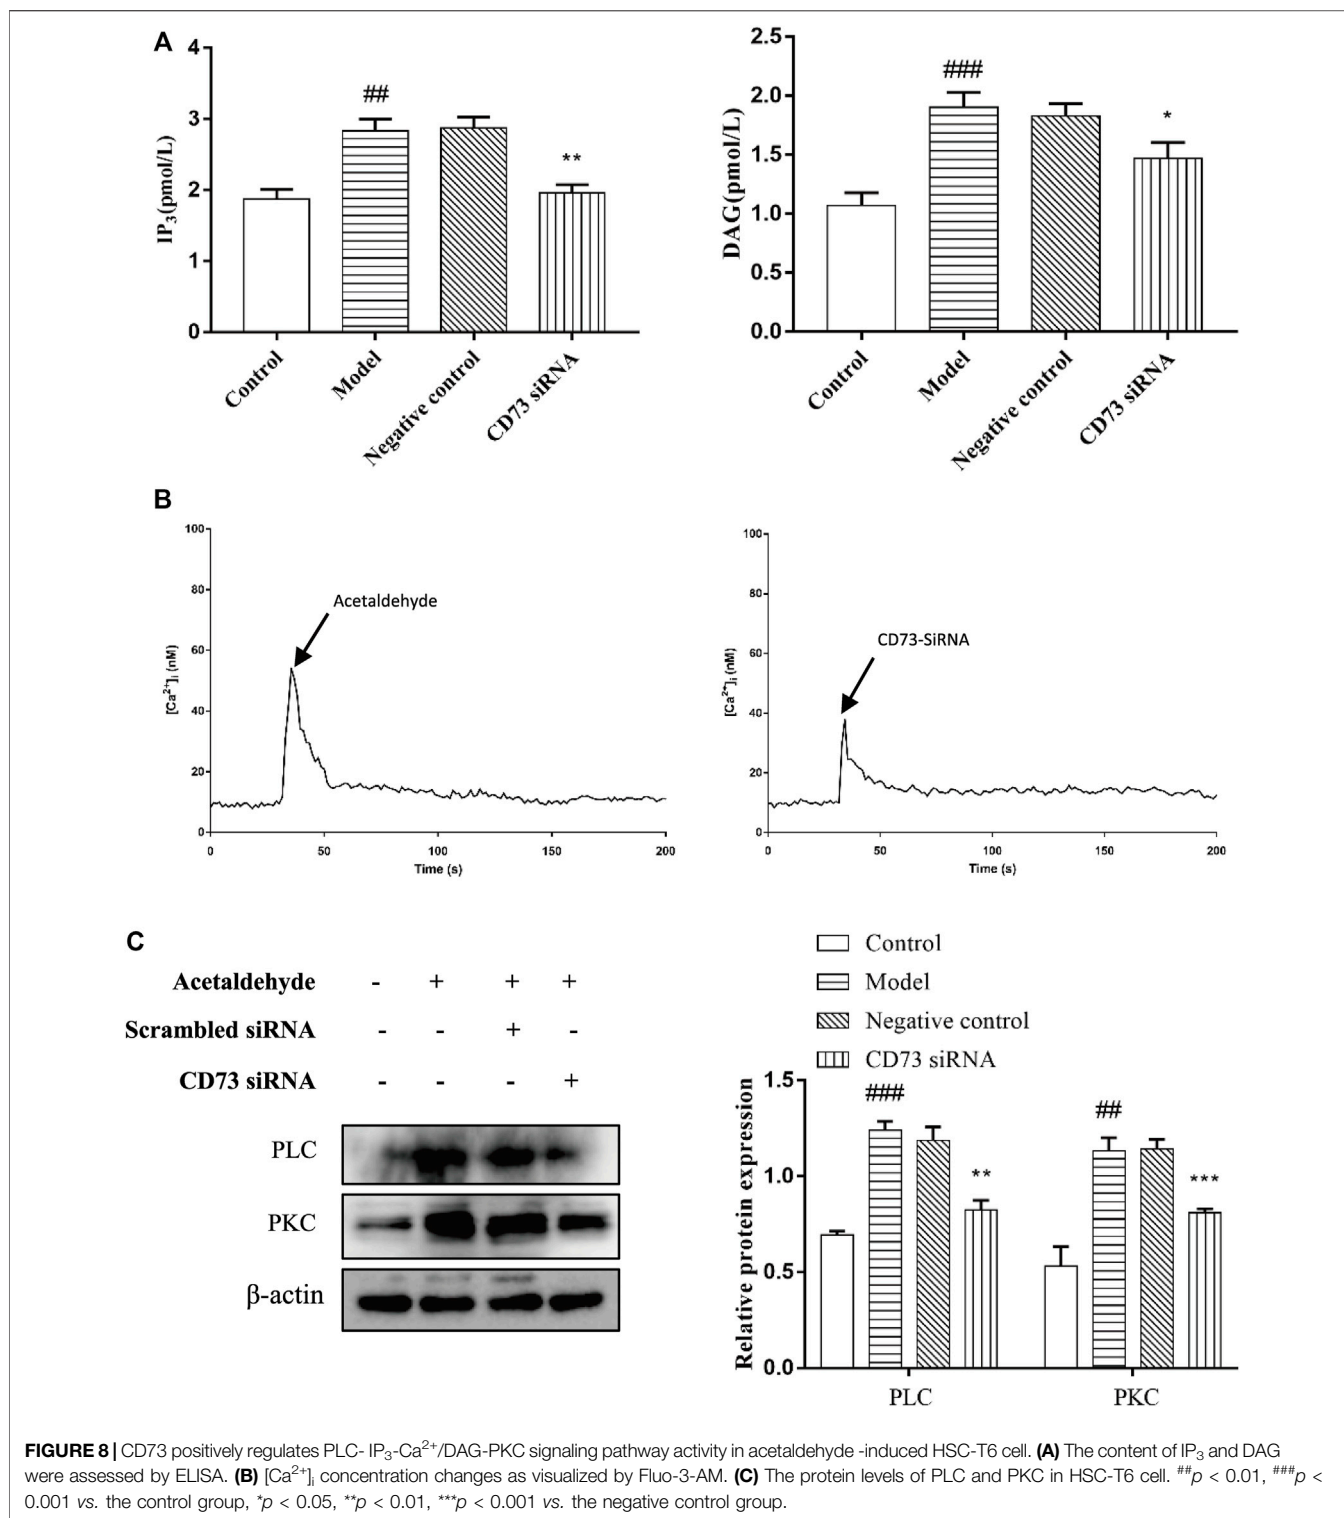 A
4
3
2
1
0
IP3(pmol/L)
##
**
Control
Model
Negative control
CD73 siRNA
2.5
2.0
1.5
1.0
0.5
0.0
DAG(pmol/L)
###
*
Control
Model
Negative control
CD73 siRNA
B
100
80
60
40
20
0
[Ca2+]i (nM)
Acetaldehyde
0 50 100 150 200
Time (s)
100
80
60
40
20
0
[Ca2+]i (nM)
CD73-SiRNA
0 50 100 150 200
Time (s)
C
Acetaldehyde - + + +
Scrambled siRNA - - + -
CD73 siRNA - - - +
PLC
PKC
β-actin
Control
Model
Negative control
CD73 siRNA
1.5
1.0
0.5
0.0
Relative protein expression
###
**
##
***
PLC PKC
FIGURE 8 | CD73 positively regulates PLC- IP3-Ca2+/DAG-PKC signaling pathway activity in acetaldehyde -induced HSC-T6 cell. (A) The content of IP3 and DAG
were assessed by ELISA. (B) [Ca2+]i concentration changes as visualized by Fluo-3-AM. (C) The protein levels of PLC and PKC in HSC-T6 cell. ##p < 0.01, ###p <
0.001 vs. the control group, *p < 0.05, **p < 0.01, ***p < 0.001 vs. the negative control group.